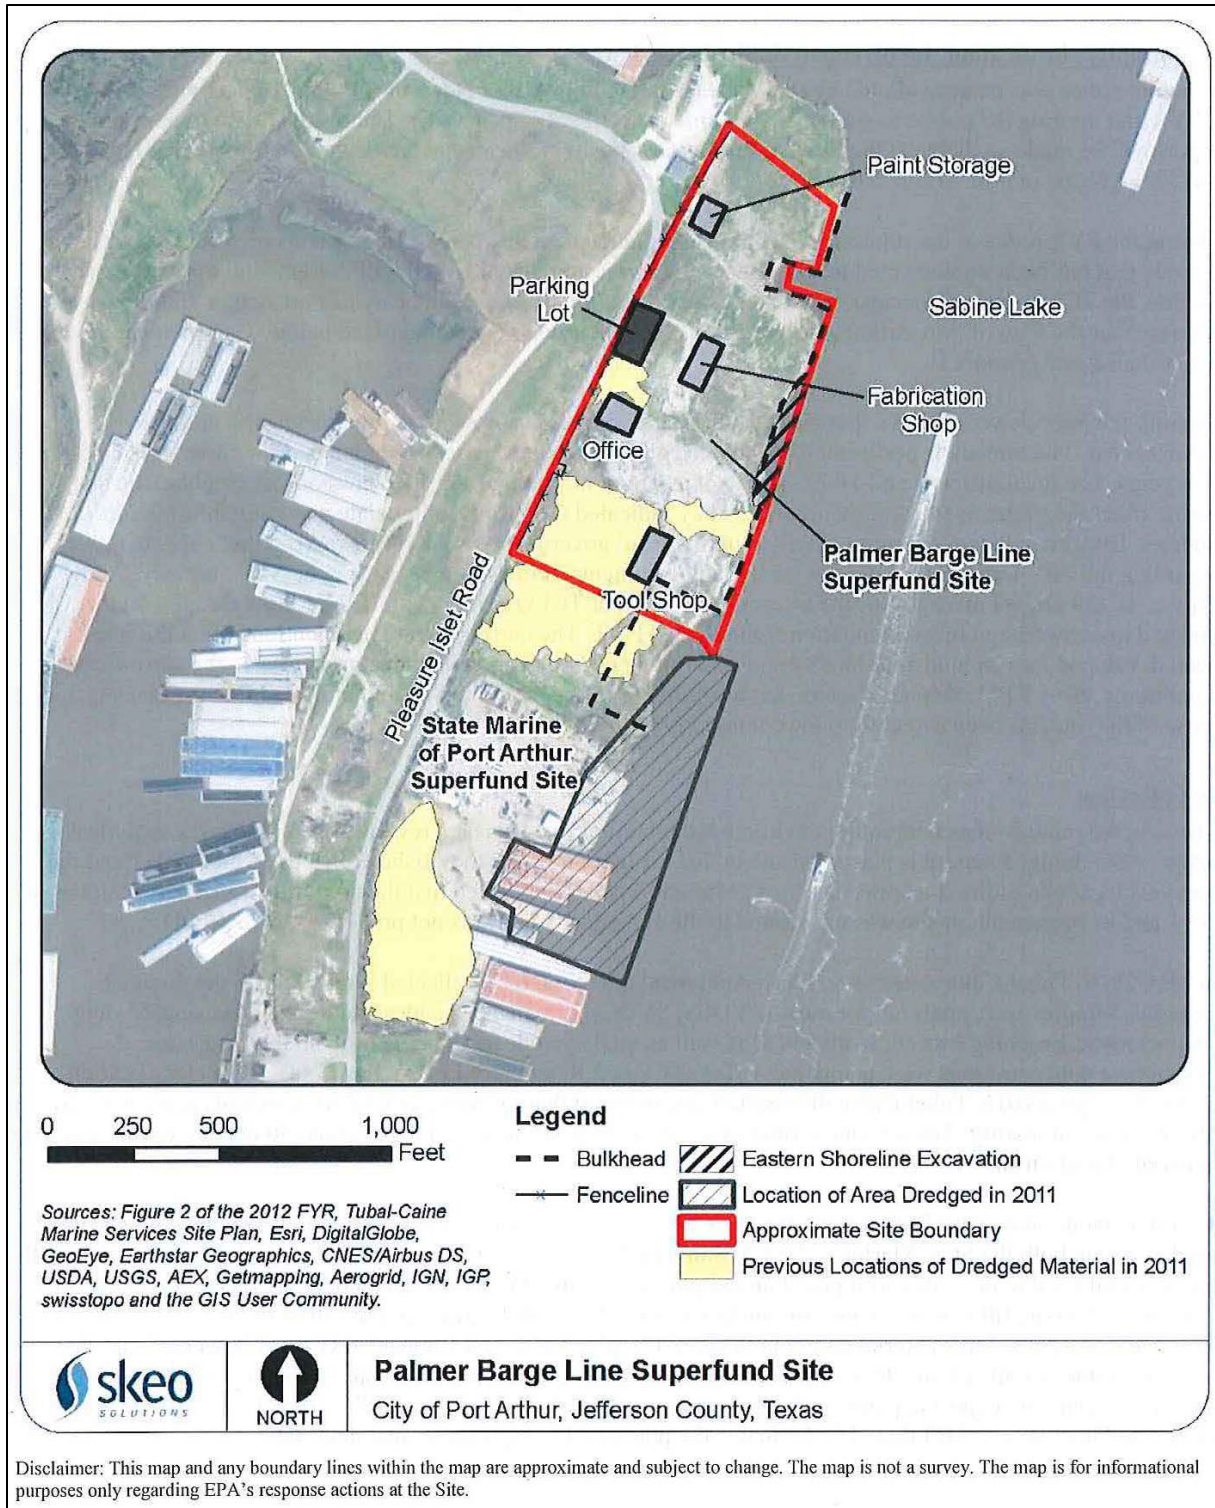 Paint Storage
Parking
Lot
Sabine Lake
Fabrication
Shop
Office
Palmer Barge Line
Superfund Site
Tool Shop
Pleasure Islet Road
State Marine
of Port Arthur
Superfund Site
0 250 500 1,000
Feet
Legend
Bulkhead
Fenceline
Eastern Shoreline Excavation
Location of Area Dredged in 2011
Approximate Site Boundary
Previous Locations of Dredged Material in 2011
Sources: Figure 2 of the 2012 FYR, Tubal-Caine
Marine Services Site Plan, Esri, DigitalGlobe,
GeoEye, Earthstar Geographics, CNES/Airbus DS,
USDA, USGS, AEX, Getmapping, Aerogrid, IGN, IGP,
swisstopo and the GIS User Community.
skeo
SOLUTIONS
NORTH
Palmer Barge Line Superfund Site
City of Port Arthur, Jefferson County, Texas
Disclaimer: This map and any boundary lines within the map are approximate and subject to change. The map is not a survey. The map is for informational
purposes only regarding EPA's response actions at the Site.